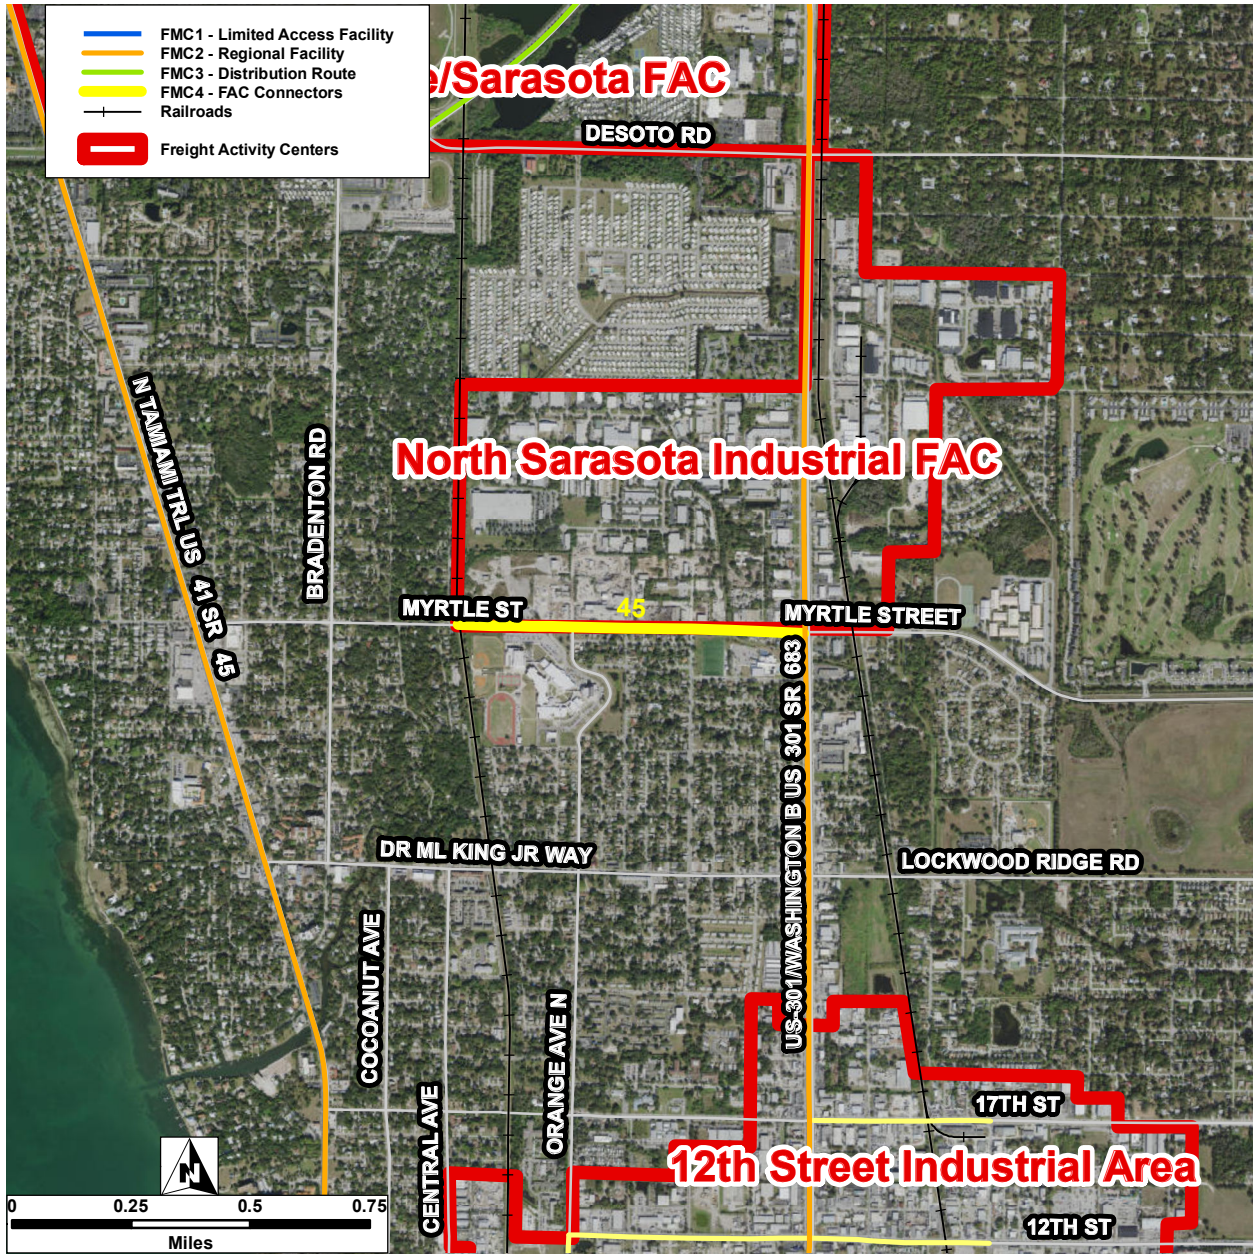 FMC1 - Limited Access Facility
FMC2 - Regional Facility
FMC3 - Distribution Route
FMC4 - FAC Connectors
Railroads
Freight Activity Centers
e/Sarasota FAC
DESOTO RD
N TAMIAMI TRL US 41 SR 45
BRADENTON RD
North Sarasota Industrial FAC
MYRTLE ST
45
MYRTLE STREET
US-301/WASHINGTON B US 301 SR 683
DR ML KING JR WAY
LOCKWOOD RIDGE RD
COCOANUT AVE
ORANGE AVE N
CENTRAL AVE
17TH ST
12th Street Industrial Area
12TH ST
N
0 0.25 0.5 0.75
Miles